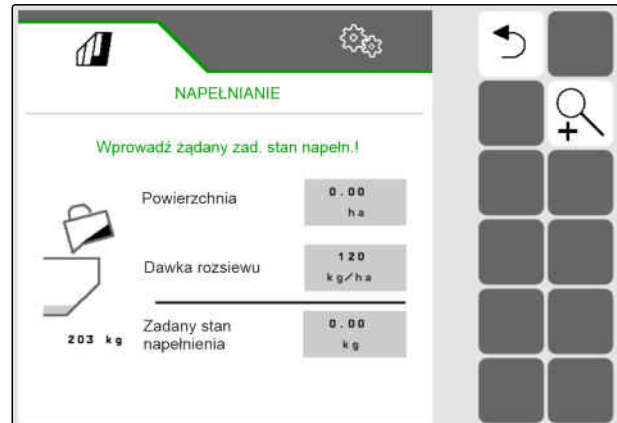 NAPEŁNIANIE
Wprowadź żądany zad. stan napełn.!
Powierzchnia
0.00
ha
Dawka rozsiewu
120
kg/ha
203 kg
Zadany stan
napełnienia
0.00
kg